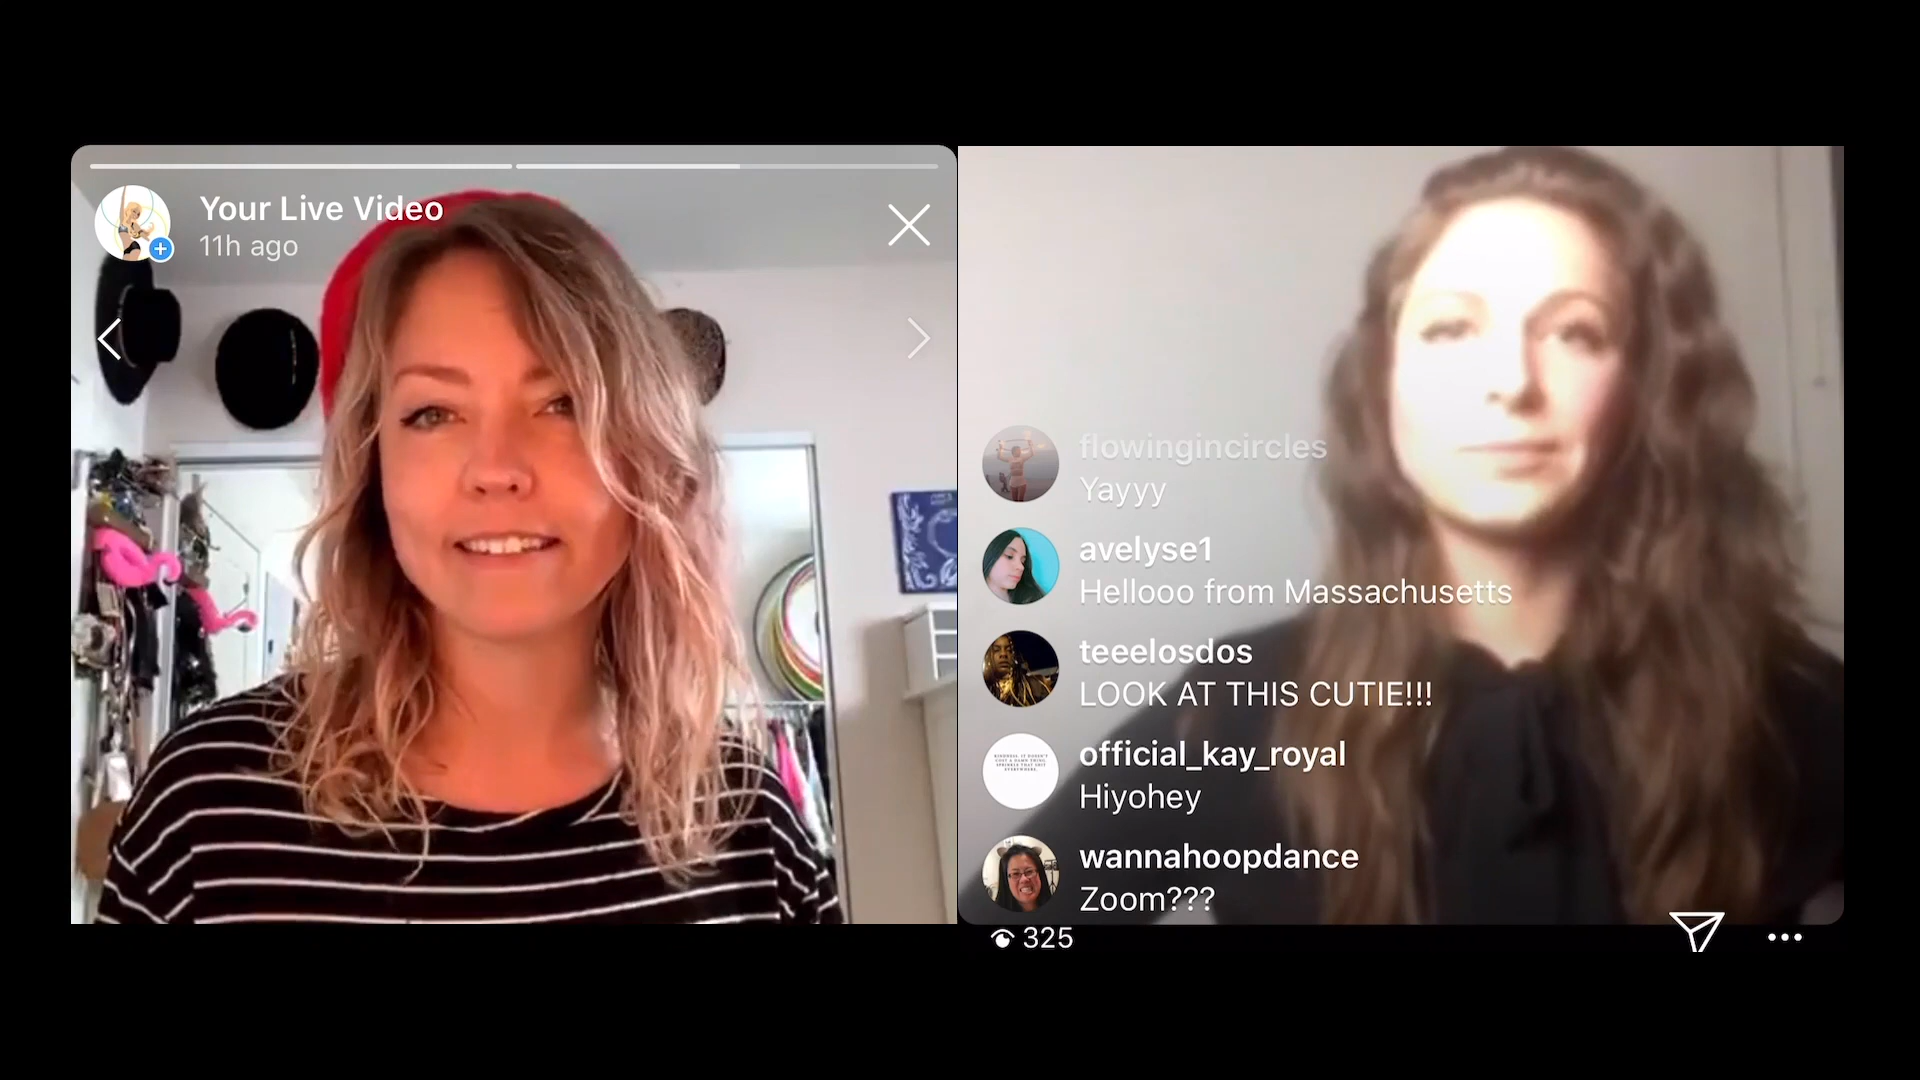 Your Live Video
11h ago
flowingincircles
Yayyy
avelyse1
Hellooo from Massachusetts
teeelosdos
LOOK AT THIS CUTIE!!!
official_kay_royal
Hiyohey
wannahoopdance
Zoom???
325